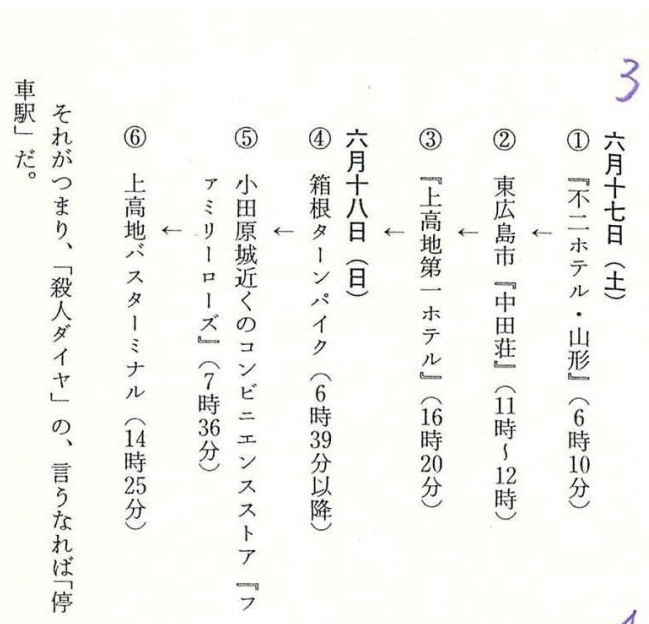 3
六月十七日（土）
① 『不二ホテル・山形』（6時10分）
←
② 東広島市『中田荘』（11時～12時）
←
③ 『上高地第一ホテル』（16時20分）
←
六月十八日（日）
④ 箱根ターンパイク（6時39分以降）
←
⑤ 小田原城近くのコンビニエンスストア『フ
ァミリーローズ』（7時36分）
←
⑥ 上高地バスターミナル（14時25分）
それがつまり、「殺人ダイヤ」の、言うなれば「停
車駅」だ。